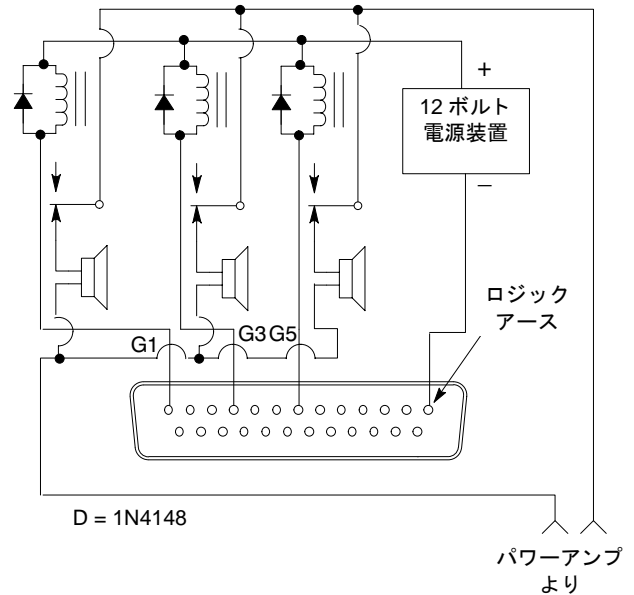 +
12 ボルト
電源装置
–
ロジック
アース
G1
G3 G5
D = 1N4148
パワーアンプ
より